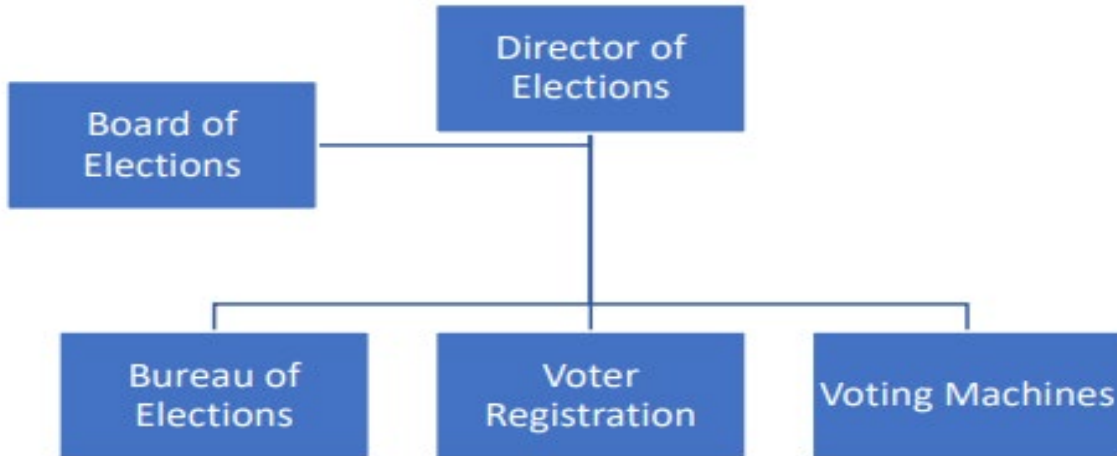 Director of
Elections
Board of
Elections
Bureau of
Elections
Voter
Registration
Voting Machines